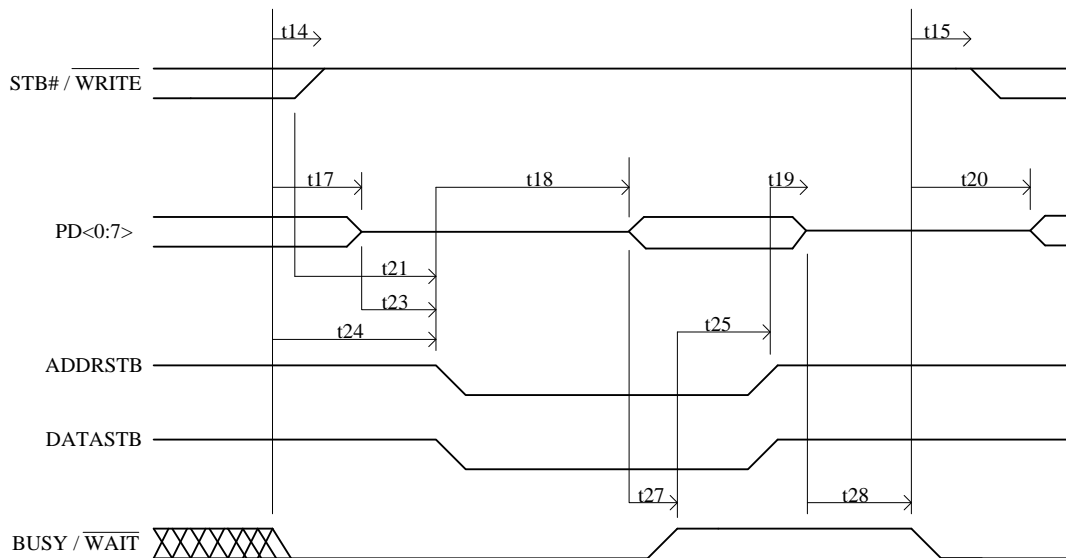 t14 t15
STB# / WRITE
t17 t18 t19 t20
PD<0:7>
t21
t23
t25
t24
ADDRSTB
DATASTB
t27 t28
BUSY / WAIT